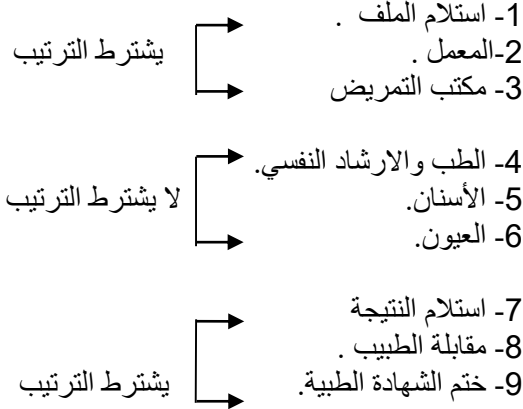 1- استلام الملف .
2-المعمل .
يشترط الترتيب
3- مكتب التمريض
4- الطب والارشاد النفسي.
5- الأسنان.
لا يشترط الترتيب
6- العيون.
7- استلام النتيجة
8- مقابلة الطبيب .
9- ختم الشهادة الطبية.
يشترط الترتيب